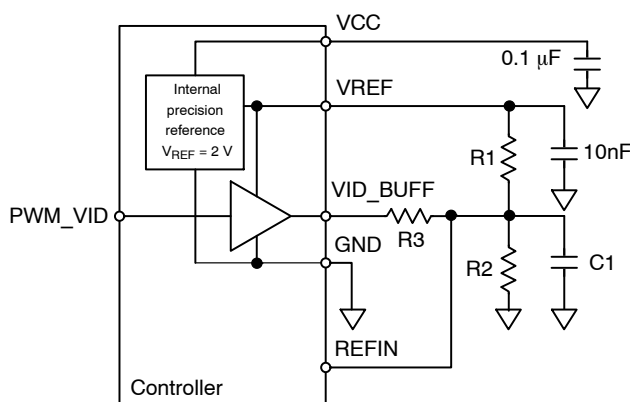 VCC
0.1 μF
Internal
precision
reference
VREF = 2 V
VREF
R1
10nF
PWM_VID
VID_BUFF
R3
GND
R2
C1
REFIN
Controller